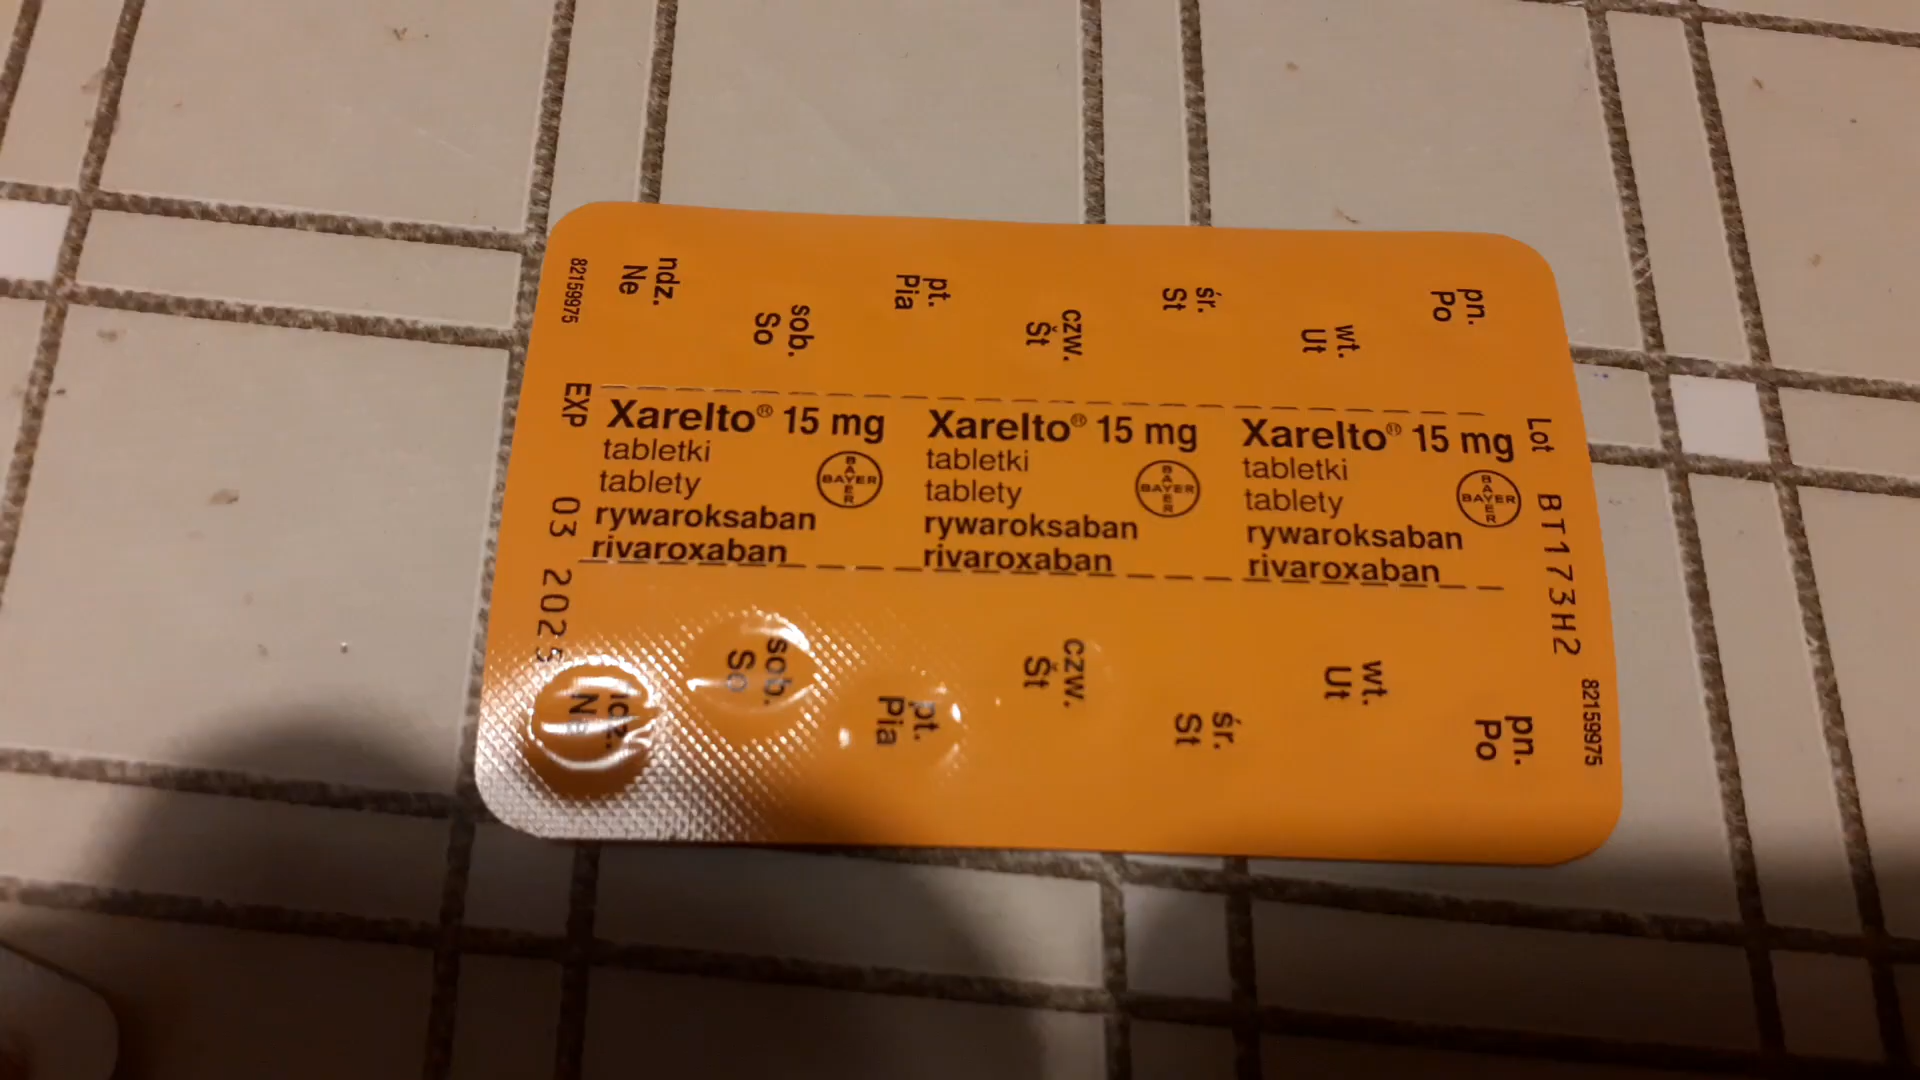 82159975
ndz.
Ne
sob.
So
pt.
Pia
czw.
Št
śr.
St
wt.
Ut
pn.
Po
EXP 03 2025
Xarelto® 15 mg
tabletki
tablety
rywaroksaban
rivaroxaban
BAYER
BAYER
Xarelto® 15 mg
tabletki
tablety
rywaroksaban
rivaroxaban
BAYER
BAYER
Xarelto® 15 mg
tabletki
tablety
rywaroksaban
rivaroxaban
BAYER
BAYER
Lot BT173H2
82159975
sob.
So
pt.
Pia
czw.
Št
śr.
St
wt.
Ut
pn.
Po